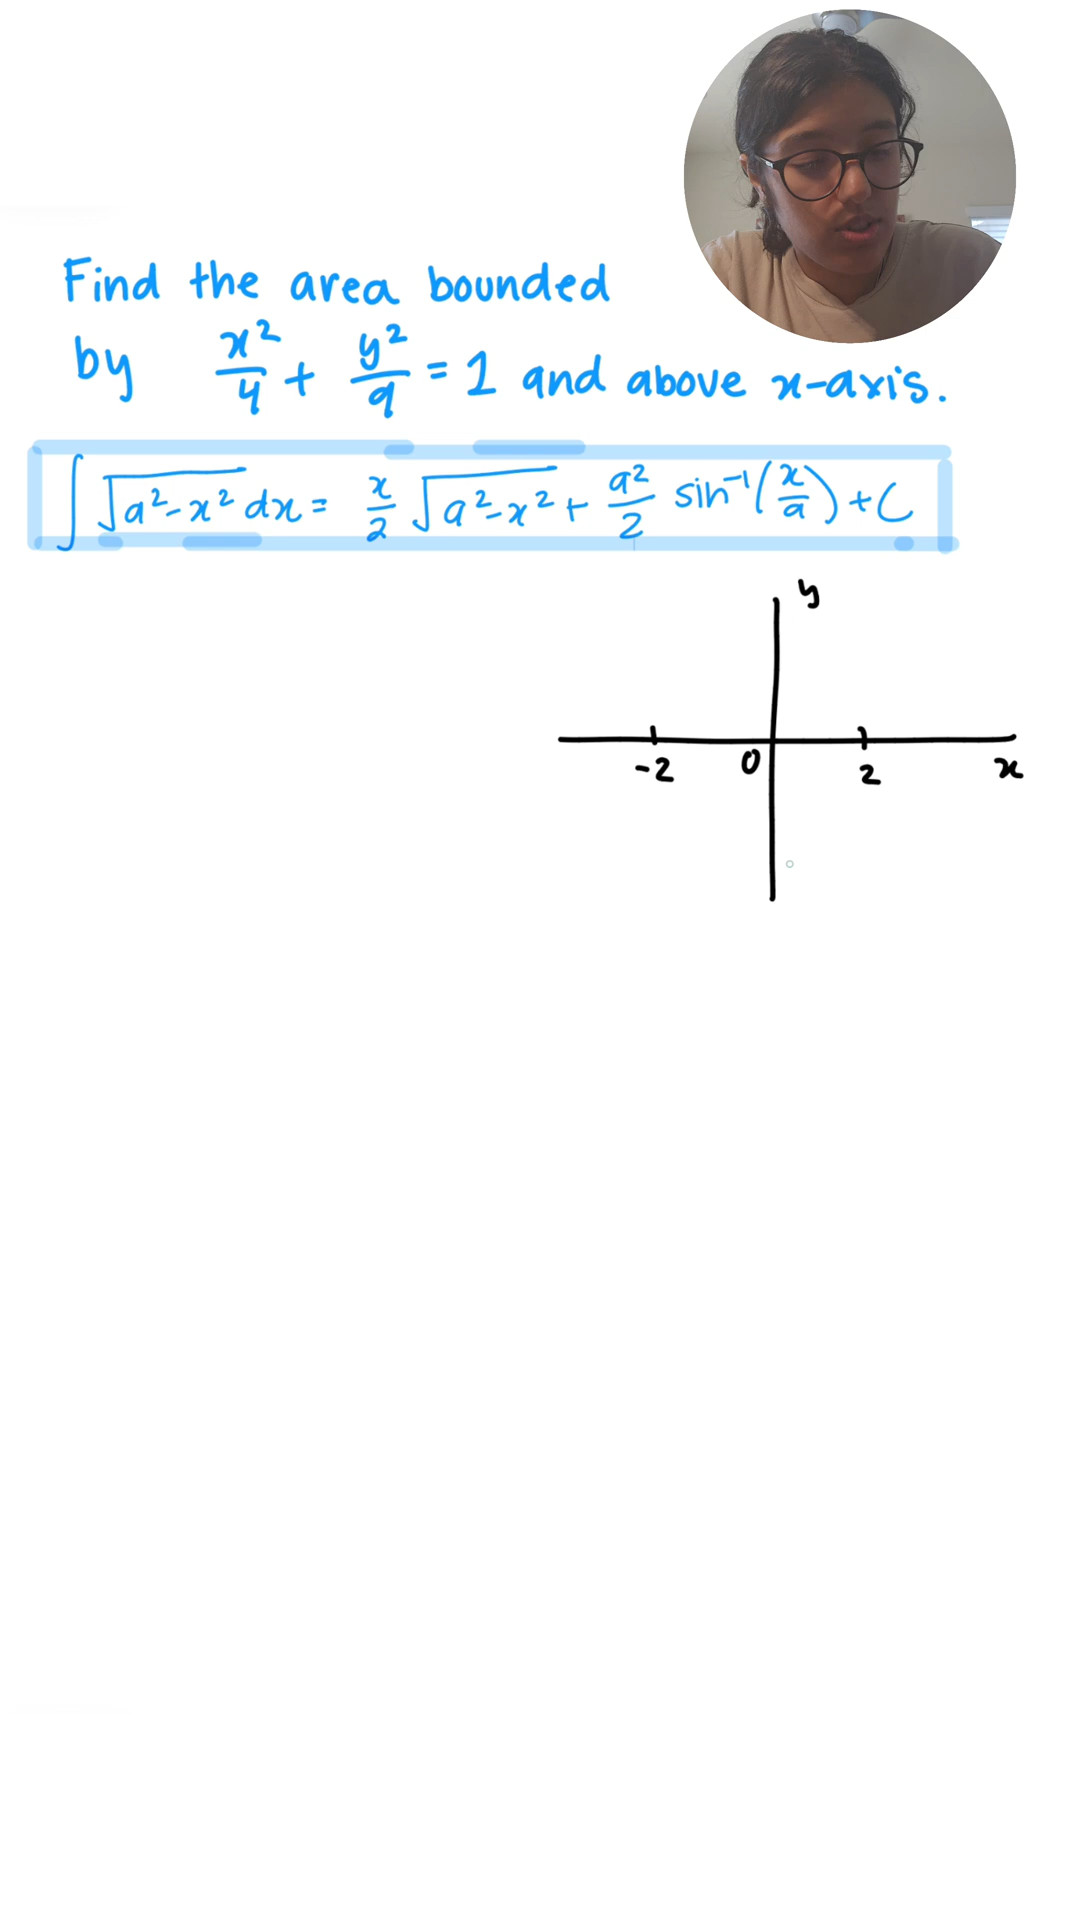 Find the area bounded
by x²/4 + y²/9 = 1 and above x-axis.
∫√(a²-x²) dx = x/2 √(a²-x²) + a²/2 sin⁻¹(x/a) + C
y
-2 0 2 x